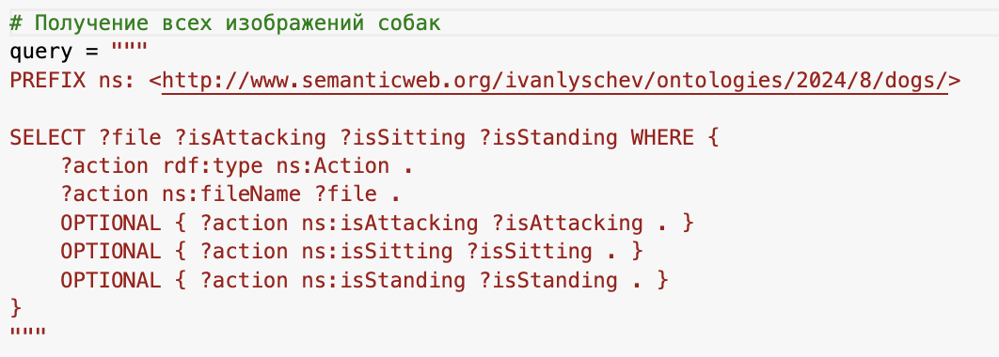 # Получение всех изображений собак
query = """
PREFIX ns: <http://www.semanticweb.org/ivanlyschev/ontologies/2024/8/dogs/>

SELECT ?file ?isAttacking ?isSitting ?isStanding WHERE {
    ?action rdf:type ns:Action .
    ?action ns:fileName ?file .
    OPTIONAL { ?action ns:isAttacking ?isAttacking . }
    OPTIONAL { ?action ns:isSitting ?isSitting . }
    OPTIONAL { ?action ns:isStanding ?isStanding . }
}
"""